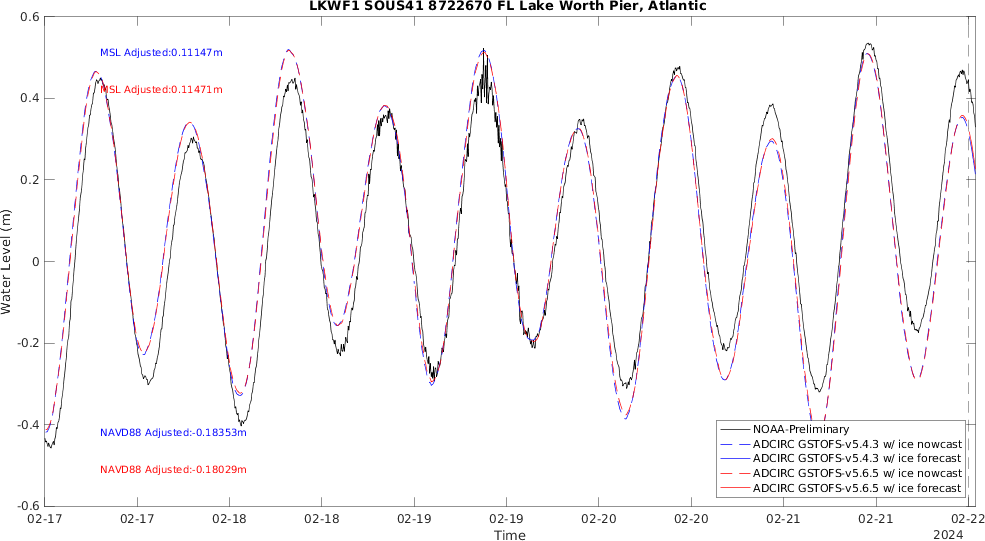 LKWF1 SOUS41 8722670 FL Lake Worth Pier, Atlantic
0.6
MSL Adjusted:0.11147m
0.4
MSL Adjusted:0.11471m
0.2
Water Level (m)
0
-0.2
-0.4
NAVD88 Adjusted:-0.18353m
NAVD88 Adjusted:-0.18029m
-0.6
NOAA-Preliminary
ADCIRC GSTOFS-v5.4.3 w/ ice nowcast
ADCIRC GSTOFS-v5.4.3 w/ ice forecast
ADCIRC GSTOFS-v5.6.5 w/ ice nowcast
ADCIRC GSTOFS-v5.6.5 w/ ice forecast
02-17 02-17 02-18 02-18 02-19 02-19 02-20 02-20 02-21 02-21 02-22
Time 2024